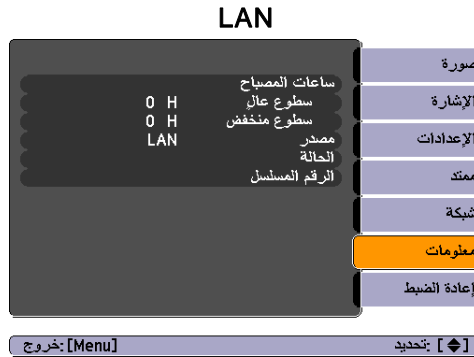 LAN
صورة
الإشارة
الإعدادات
ممتد
شبكة
معلومات
إعادة الضبط
ساعات المصباح
سطوع عالٍ 0 H
سطوع منخفض 0 H
مصدر LAN
الحالة
الرقم المسلسل
[◆] :تحديد
[Menu] :خروج